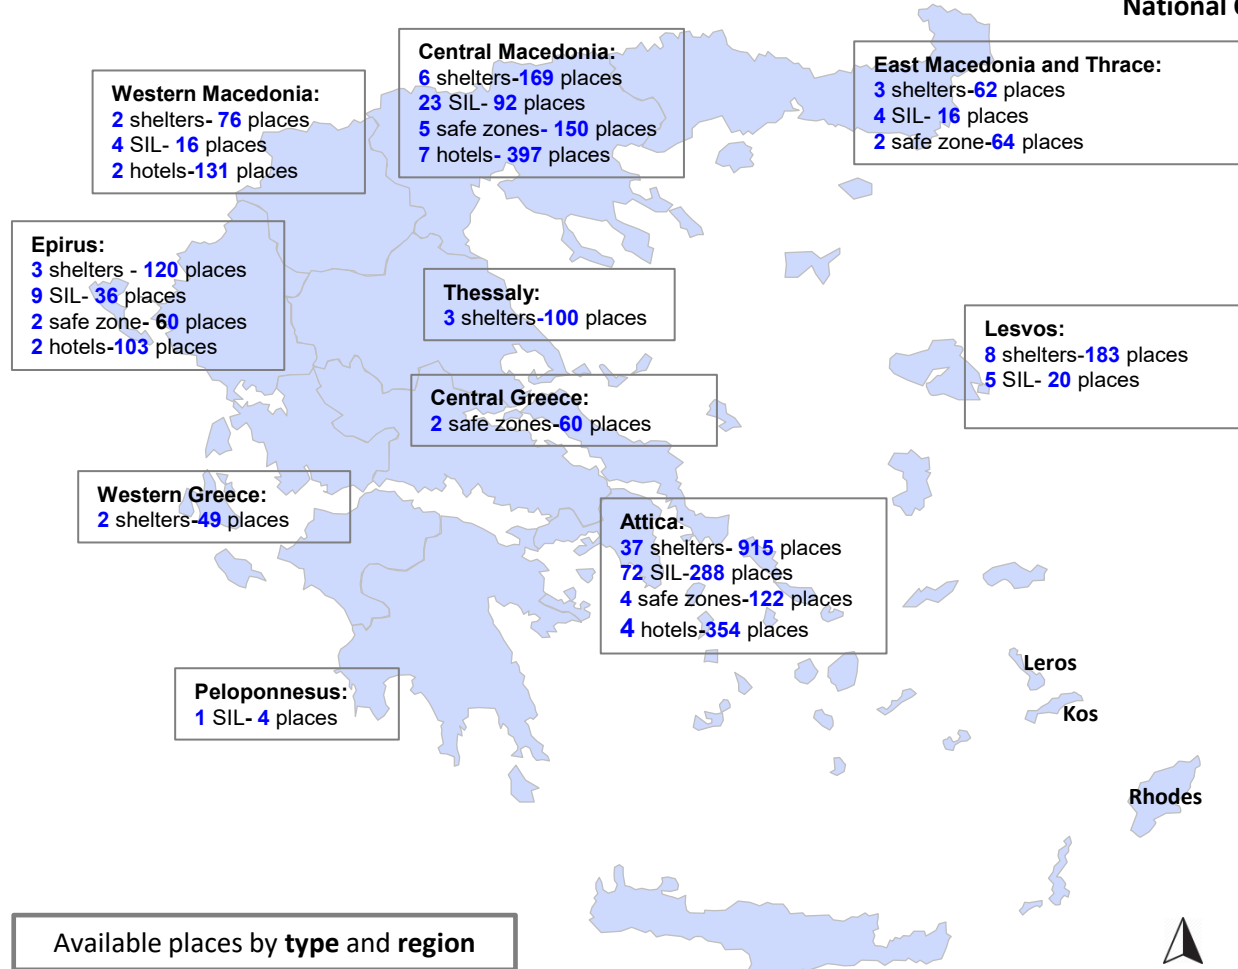 National
Central Macedonia:
6 shelters-169 places
23 SIL- 92 places
5 safe zones- 150 places
7 hotels- 397 places
East Macedonia and Thrace:
3 shelters-62 places
4 SIL- 16 places
2 safe zone-64 places
Western Macedonia:
2 shelters- 76 places
4 SIL- 16 places
2 hotels-131 places
Epirus:
3 shelters - 120 places
9 SIL- 36 places
2 safe zone- 60 places
2 hotels-103 places
Thessaly:
3 shelters-100 places
Lesvos:
8 shelters-183 places
5 SIL- 20 places
Central Greece:
2 safe zones-60 places
Western Greece:
2 shelters-49 places
Attica:
37 shelters- 915 places
72 SIL-288 places
4 safe zones-122 places
4 hotels-354 places
Leros
Peloponnesus:
1 SIL- 4 places
Kos
Rhodes
Available places by type and region